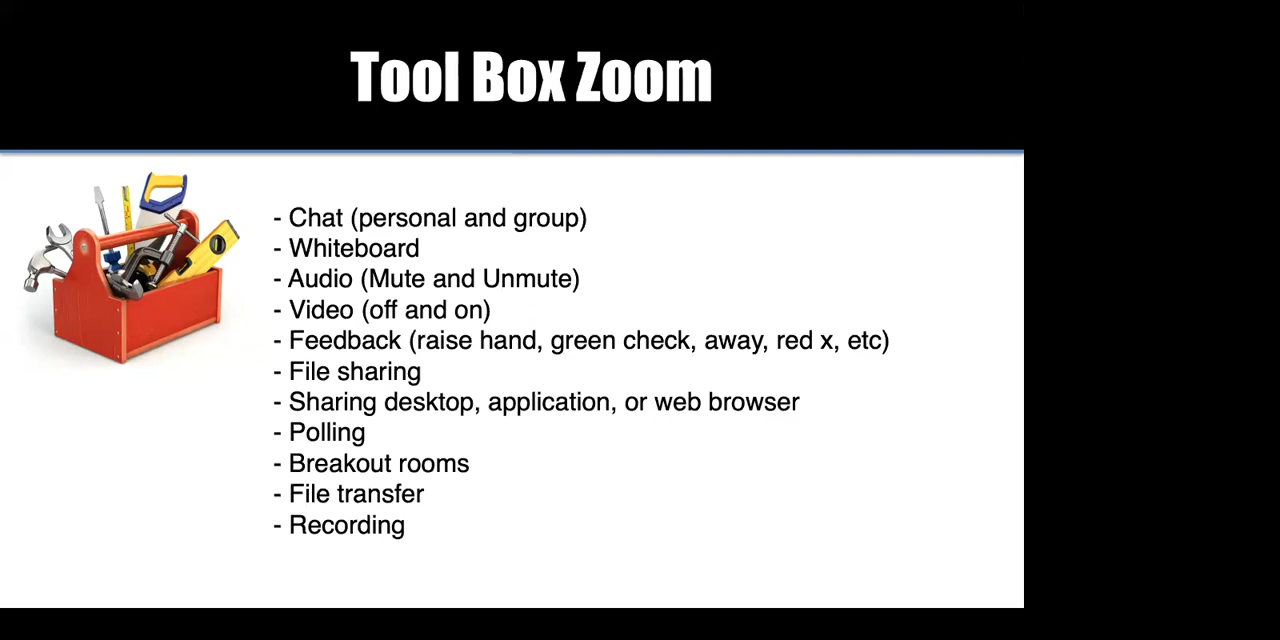 Tool Box Zoom
- Chat (personal and group)
- Whiteboard
- Audio (Mute and Unmute)
- Video (off and on)
- Feedback (raise hand, green check, away, red x, etc)
- File sharing
- Sharing desktop, application, or web browser
- Polling
- Breakout rooms
- File transfer
- Recording